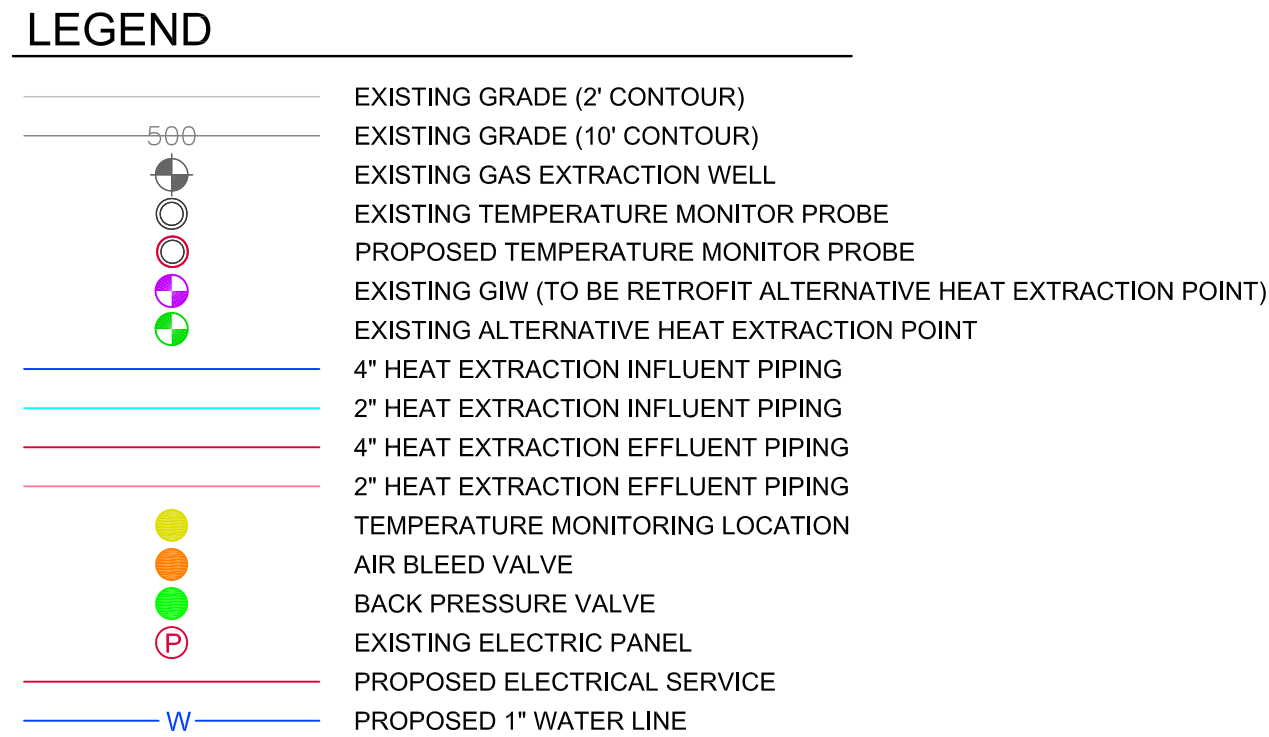 LEGEND
EXISTING GRADE (2' CONTOUR)
500 EXISTING GRADE (10' CONTOUR)
EXISTING GAS EXTRACTION WELL
EXISTING TEMPERATURE MONITOR PROBE
PROPOSED TEMPERATURE MONITOR PROBE
EXISTING GIW (TO BE RETROFIT ALTERNATIVE HEAT EXTRACTION POINT)
EXISTING ALTERNATIVE HEAT EXTRACTION POINT
4" HEAT EXTRACTION INFLUENT PIPING
2" HEAT EXTRACTION INFLUENT PIPING
4" HEAT EXTRACTION EFFLUENT PIPING
2" HEAT EXTRACTION EFFLUENT PIPING
TEMPERATURE MONITORING LOCATION
AIR BLEED VALVE
BACK PRESSURE VALVE
P EXISTING ELECTRIC PANEL
PROPOSED ELECTRICAL SERVICE
W PROPOSED 1" WATER LINE